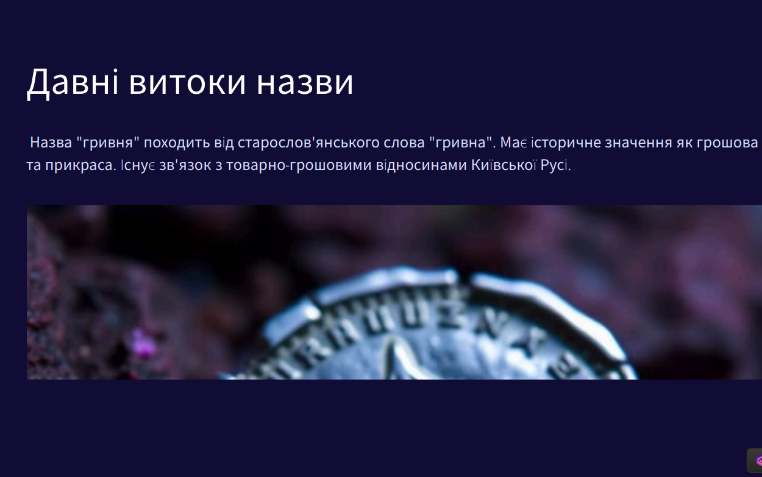 Давні витоки назви
Назва "гривня" походить від старослов'янського слова "гривна". Має історичне значення як грошова
та прикраса. Існує зв'язок з товарно-грошовими відносинами Київської Русі.